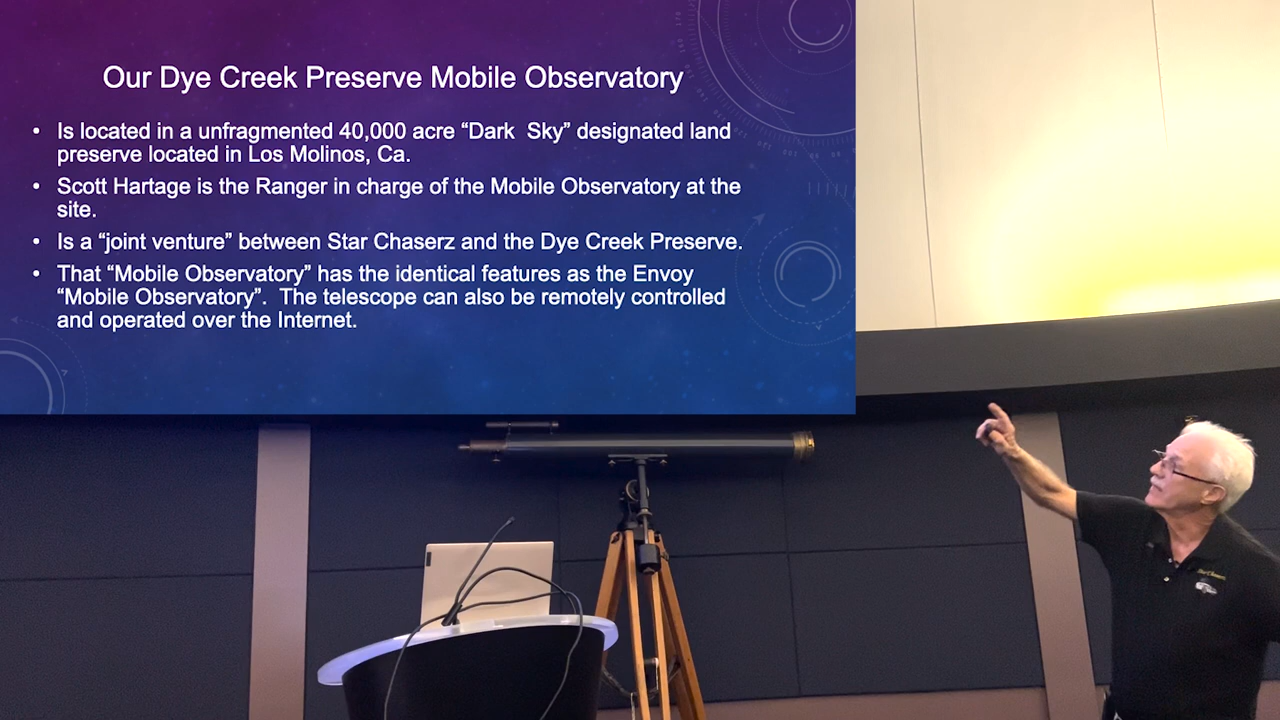 Our Dye Creek Preserve Mobile Observatory
• Is located in a unfragmented 40,000 acre “Dark  Sky” designated land
preserve located in Los Molinos, Ca.
• Scott Hartage is the Ranger in charge of the Mobile Observatory at the
site.
• Is a “joint venture” between Star Chaserz and the Dye Creek Preserve.
• That “Mobile Observatory” has the identical features as the Envoy
“Mobile Observatory”.  The telescope can also be remotely controlled
and operated over the Internet.